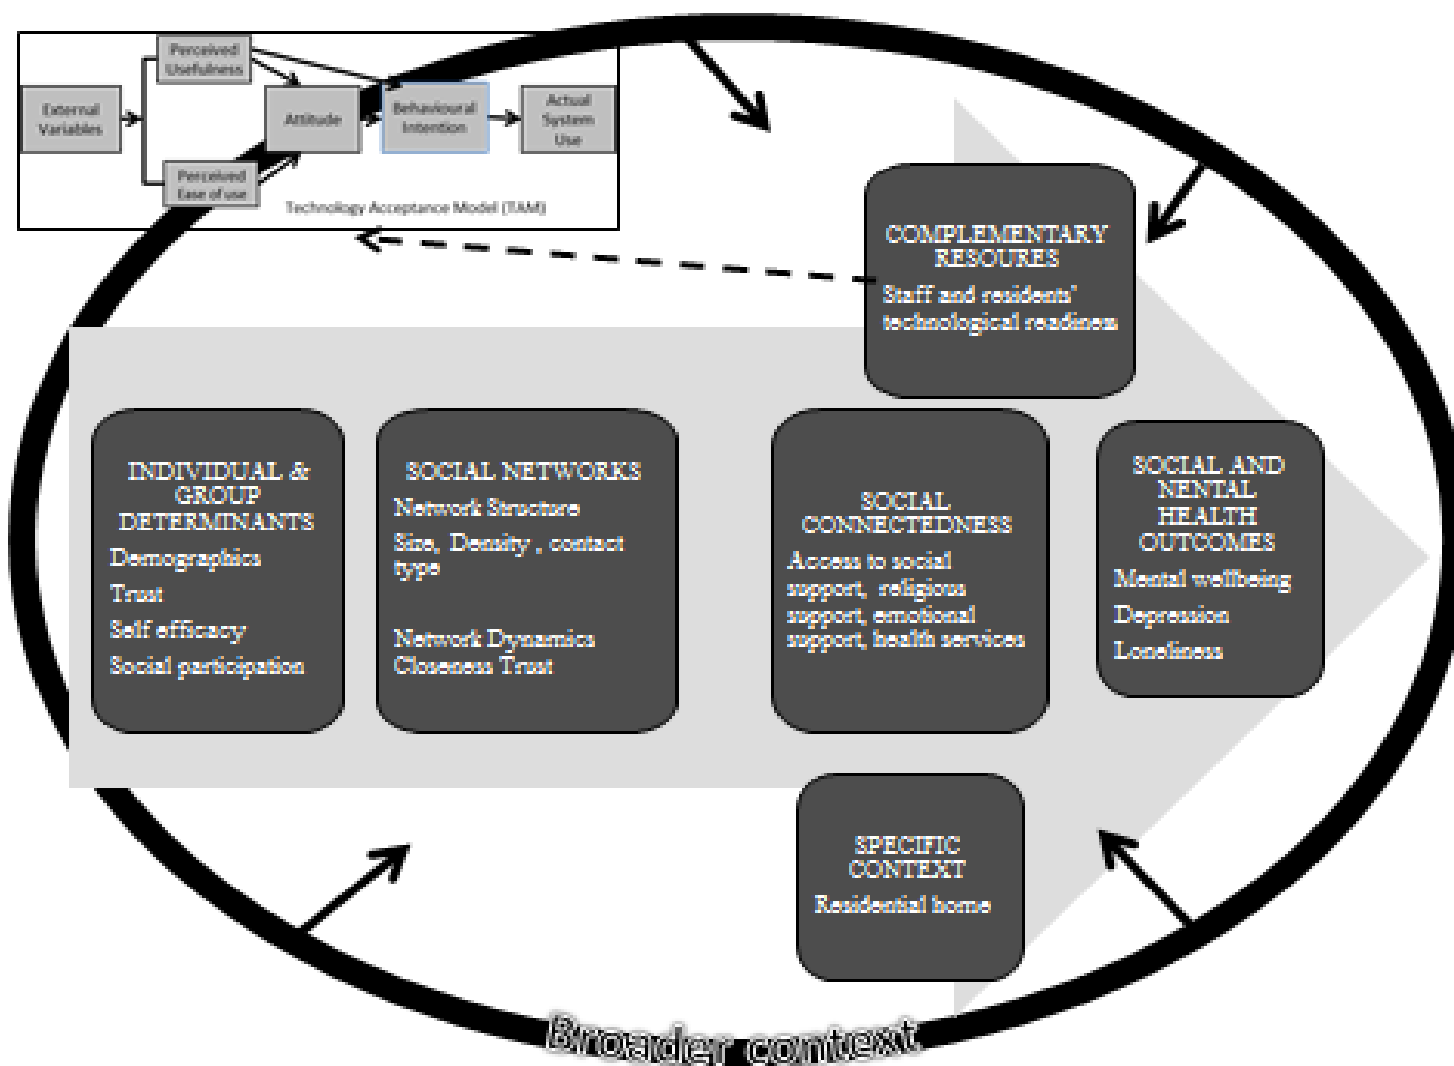 Perceived
Usefulness
External
Variables
Attitude
Behavioural
Intention
Actual
System
Use
Perceived
Ease of use
Technology Acceptance Model (TAM)
COMPLEMENTARY
RESOURES
Staff and residents'
technological readiness
INDIVIDUAL &
GROUP
DETERMINANTS
Demographics
Trust
Self efficacy
Social participation
SOCIAL NETWORKS
Network Structure
Size, Density , contact
type
Network Dynamics
Closeness Trust
SOCIAL
CONNECTEDNESS
Access to social
support, religious
support, emotional
support, health services
SOCIAL AND
NENTAL
HEALTH
OUTCOMES
Mental wellbeing
Depression
Loneliness
SPECIFIC
CONTEXT
Residential home
Broader context